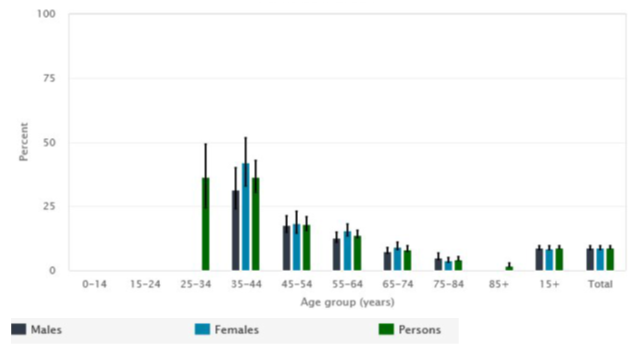 100
75
50
25
0
Percent
0-14 15-24 25-34 35-44 45-54 55-64 65-74 75-84 85+ 15+ Total
Age group (years)
Males Females Persons